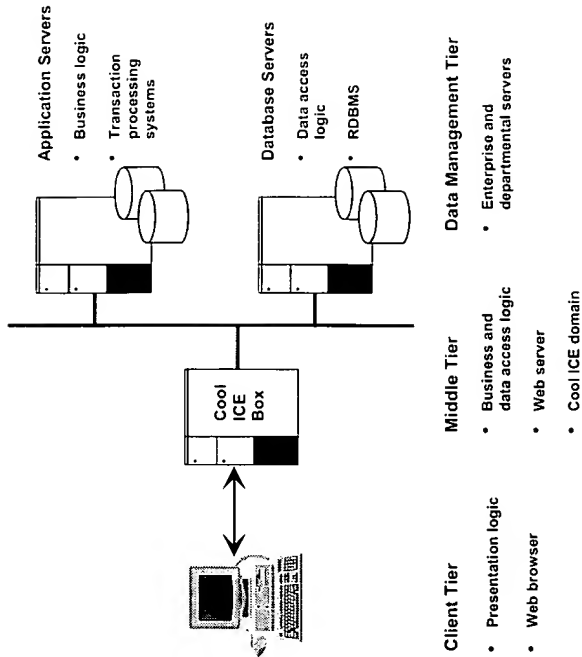 Application Servers
• Business logic
• Transaction
processing
systems
Database Servers
• Data access
logic
• RDBMS
Cool
ICE
Box
Client Tier
• Presentation logic
• Web browser
Middle Tier
• Business and
data access logic
• Web server
• Cool ICE domain
Data Management Tier
• Enterprise and
departmental servers